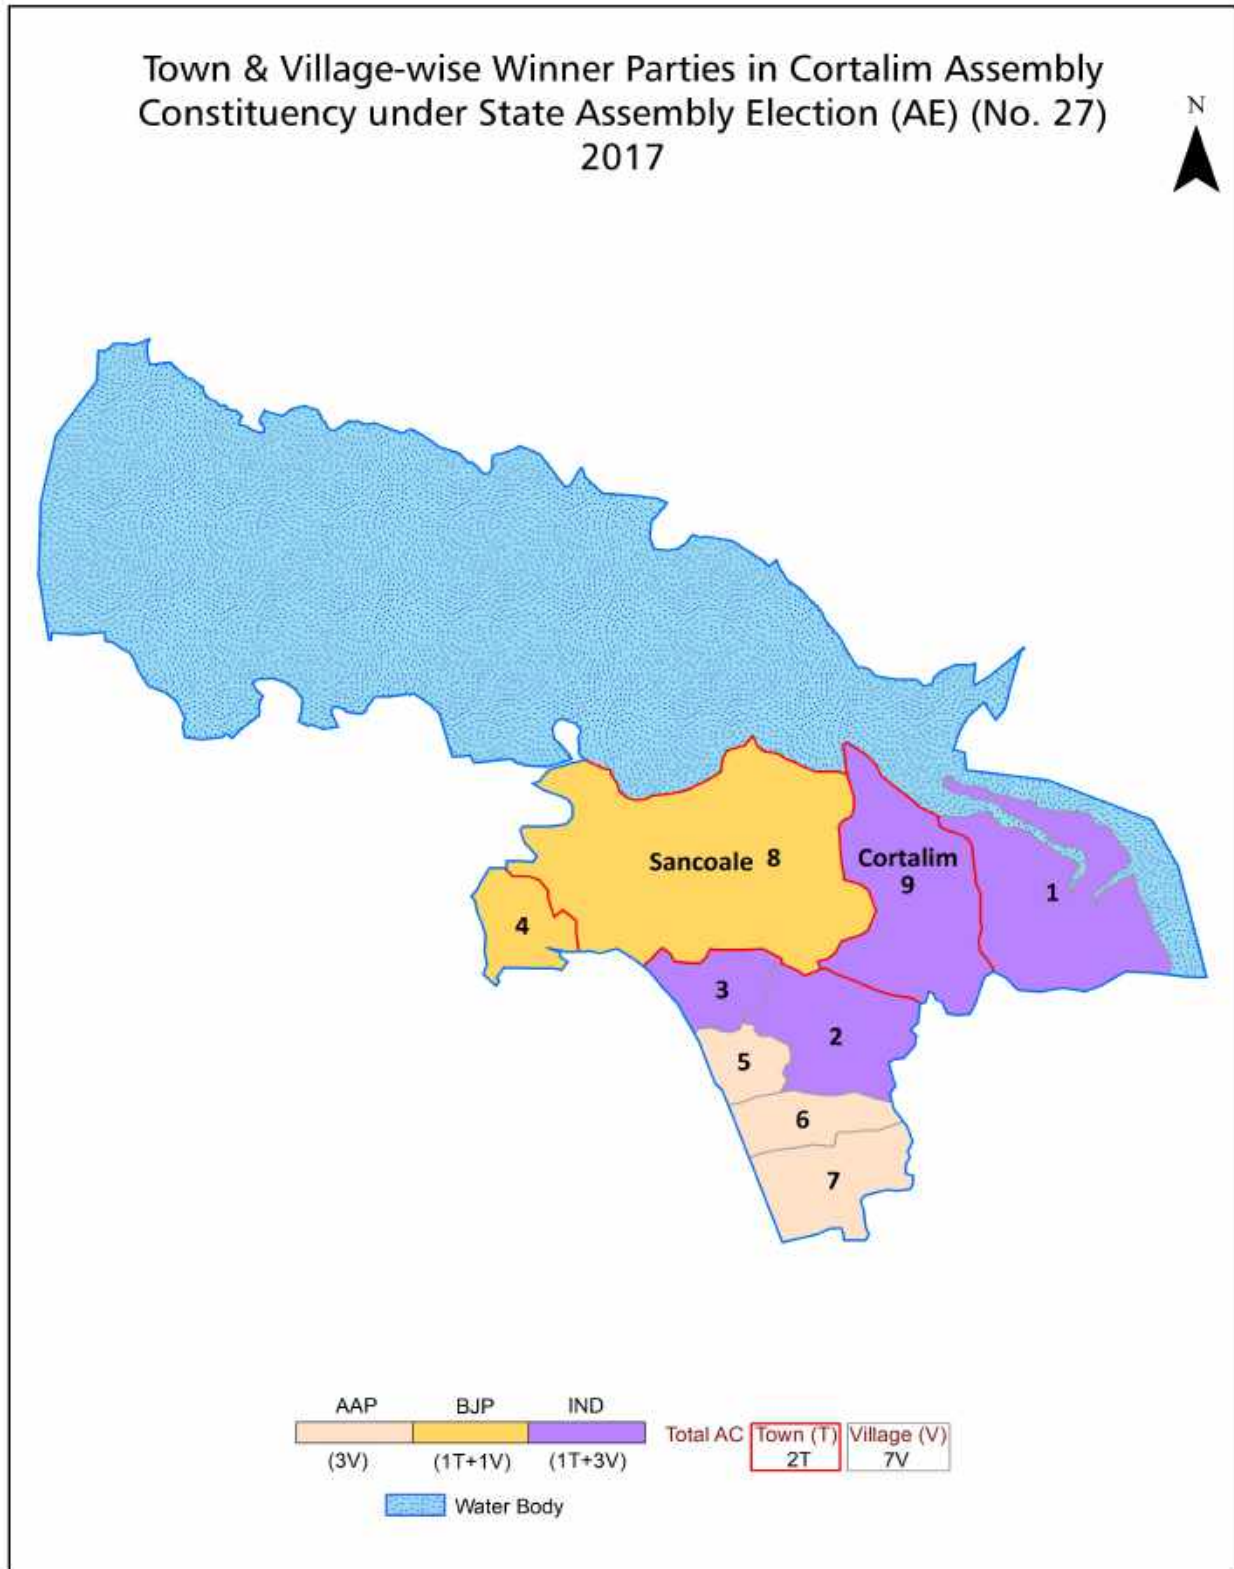 Town & Village-wise Winner Parties in Cortalim Assembly
Constituency under State Assembly Election (AE) (No. 27)
2017
N
Sancoale 8
Cortalim
9
1
4
3
2
5
6
7
AAP BJP IND
Total AC Town (T) Village (V)
2T 7V
(3V) (1T+1V) (1T+3V)
Water Body